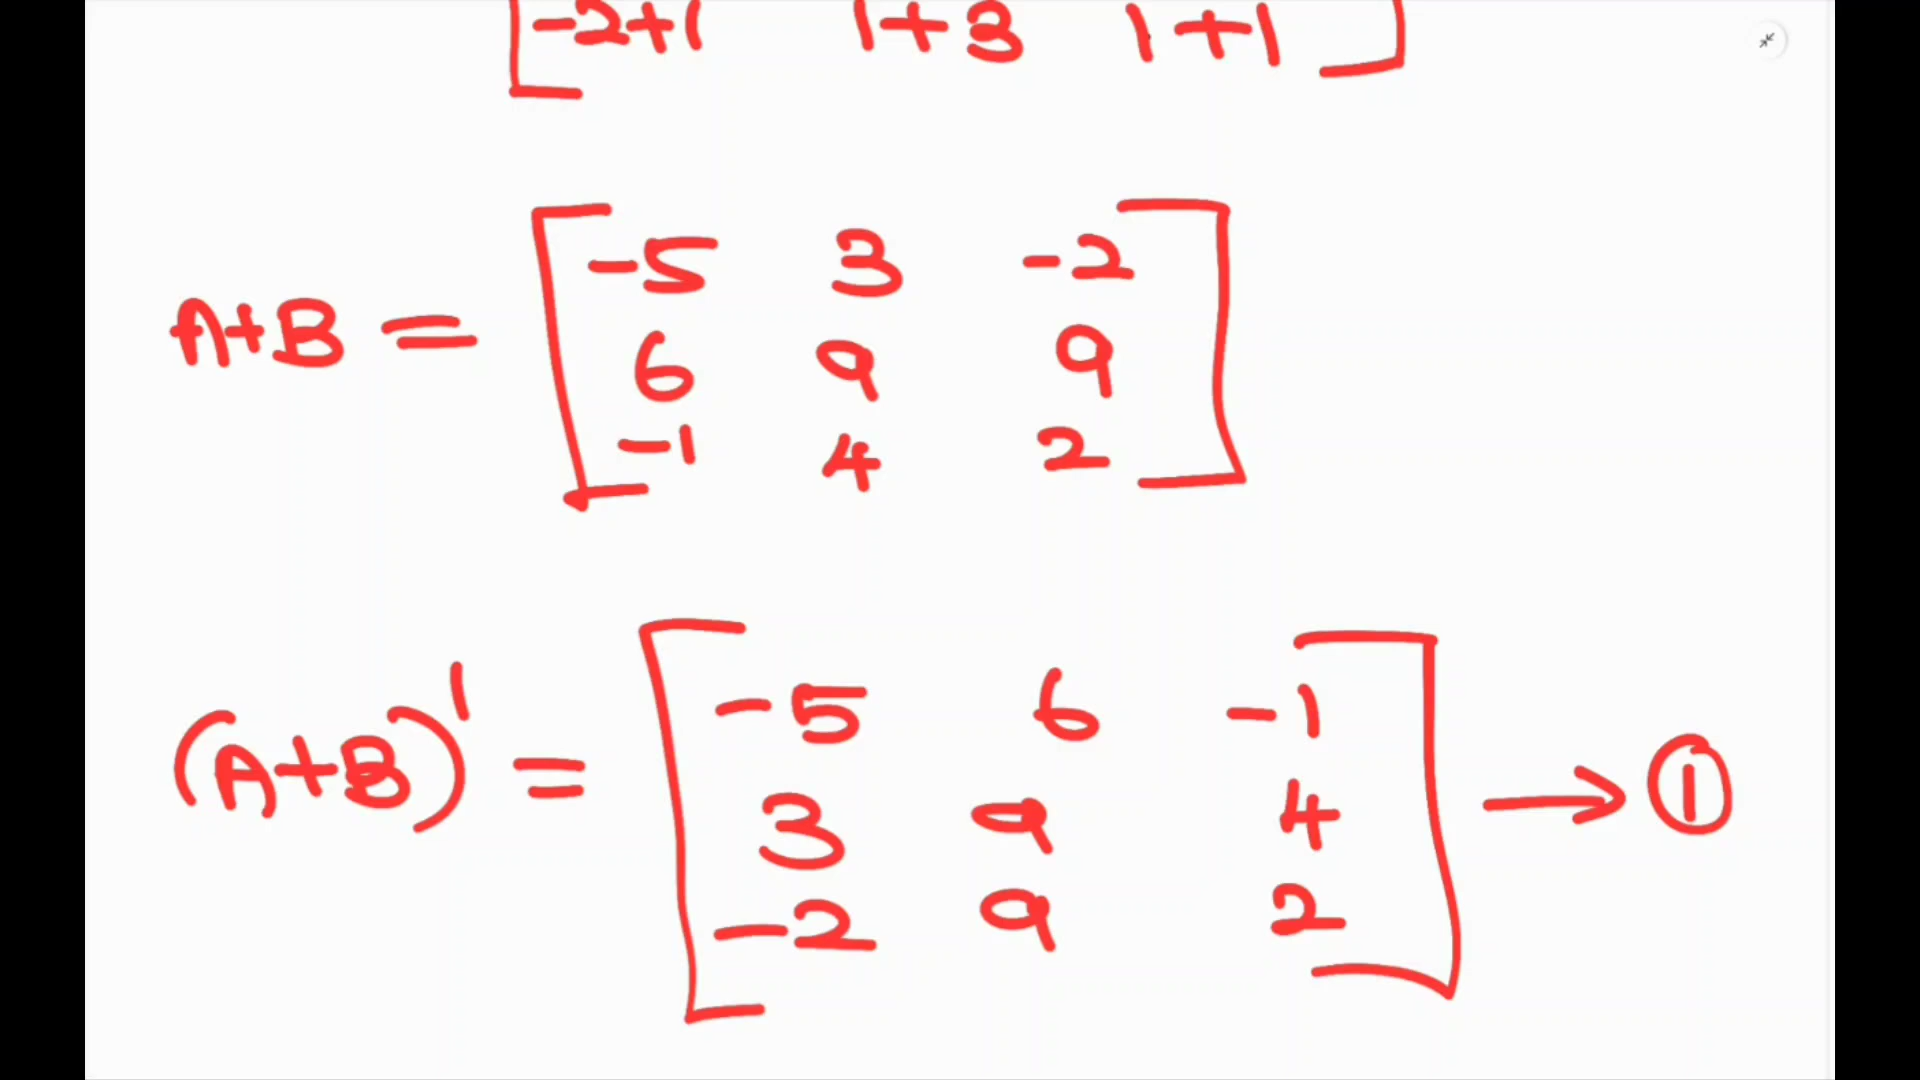 -2+1 1+3 1+1
-5 3 -2
A+B = 6 9 9
-1 4 2
-5 6 -1
(A+B)' = 3 9 4 → ①
-2 9 2